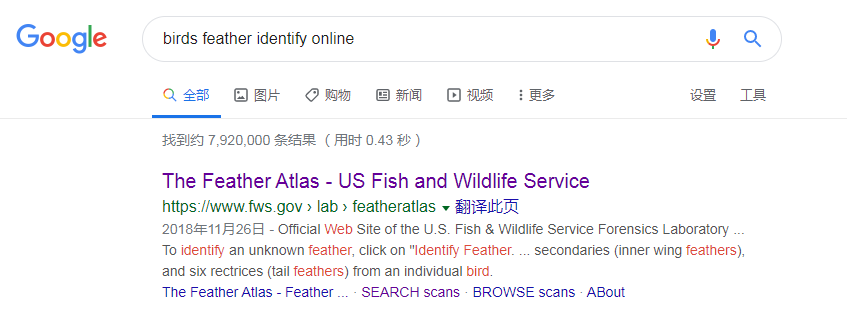 Google
birds feather identify online
全部 图片 购物 新闻 视频 更多 设置 工具
找到约 7,920,000 条结果 （用时 0.43 秒）
The Feather Atlas - US Fish and Wildlife Service
https://www.fws.gov › lab › featheratlas 翻译此页
2018年11月26日 - Official Web Site of the U.S. Fish & Wildlife Service Forensics Laboratory ...
To identify an unknown feather, click on "Identify Feather. ... secondaries (inner wing feathers),
and six rectrices (tail feathers) from an individual bird.
The Feather Atlas - Feather ... · SEARCH scans · BROWSE scans · ABout